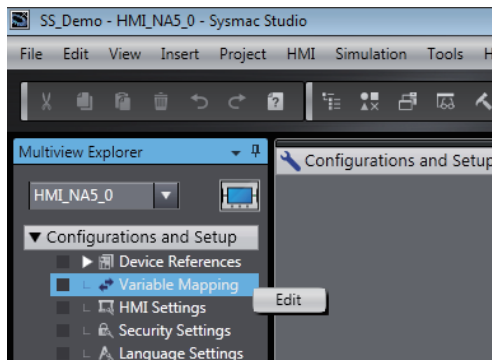 SS_Demo - HMI_NA5_0 - Sysmac Studio
File Edit View Insert Project HMI Simulation Tools H
Multiview Explorer
Configurations and Setup
HMI_NA5_0
Configurations and Setup
Device References
Variable Mapping
Edit
HMI Settings
Security Settings
Language Settings